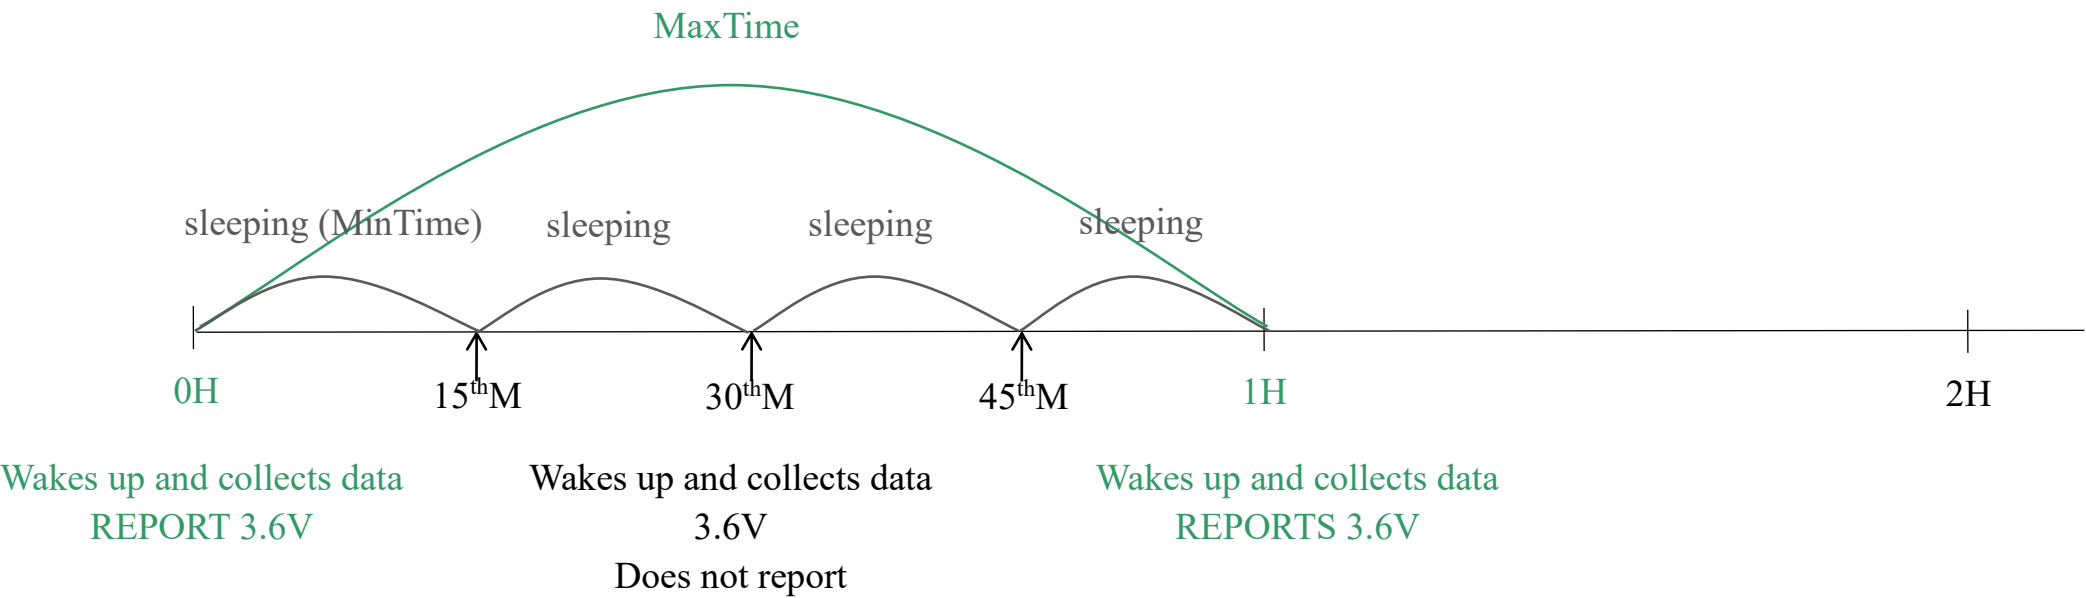 MaxTime
sleeping (MinTime)
sleeping
sleeping
sleeping
0H
15thM
30thM
45thM
1H
2H
Wakes up and collects data
REPORT 3.6V
Wakes up and collects data
3.6V
Does not report
Wakes up and collects data
REPORTS 3.6V